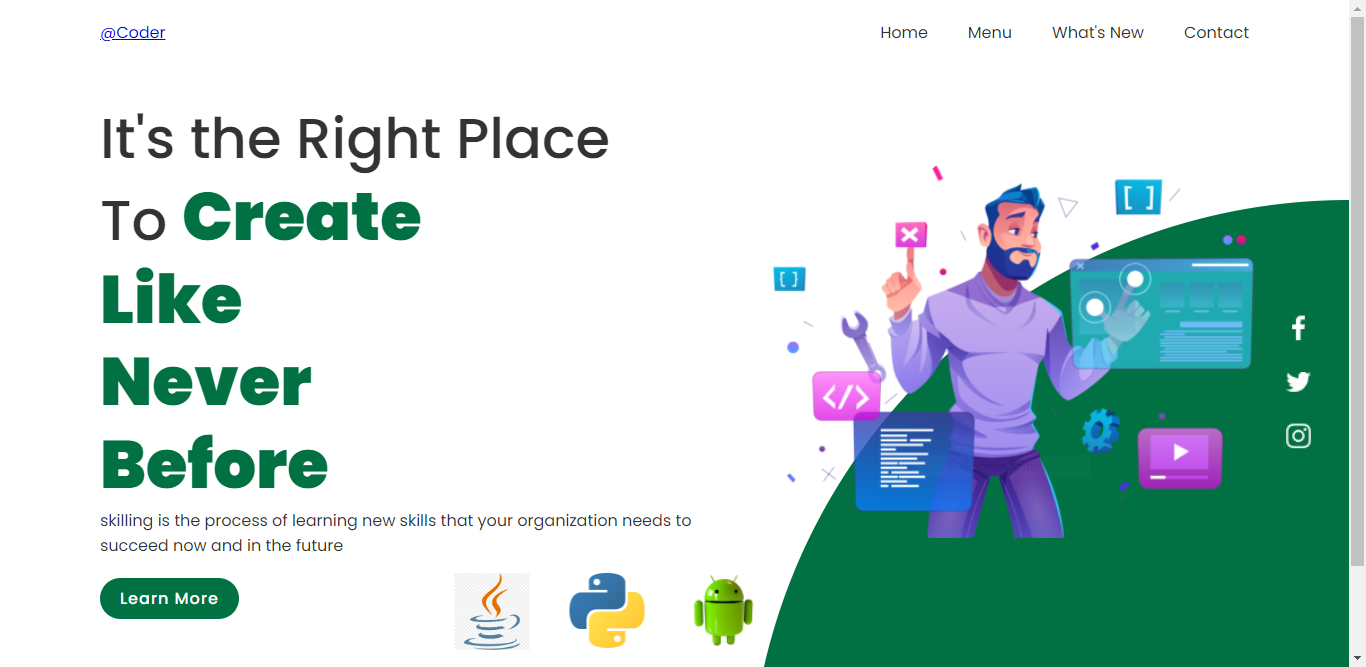 @Coder
Home Menu What's New Contact
It's the Right Place
To Create
Like
Never
Before
skilling is the process of learning new skills that your organization needs to
succeed now and in the future
Learn More
[ ]
[ ]
</>